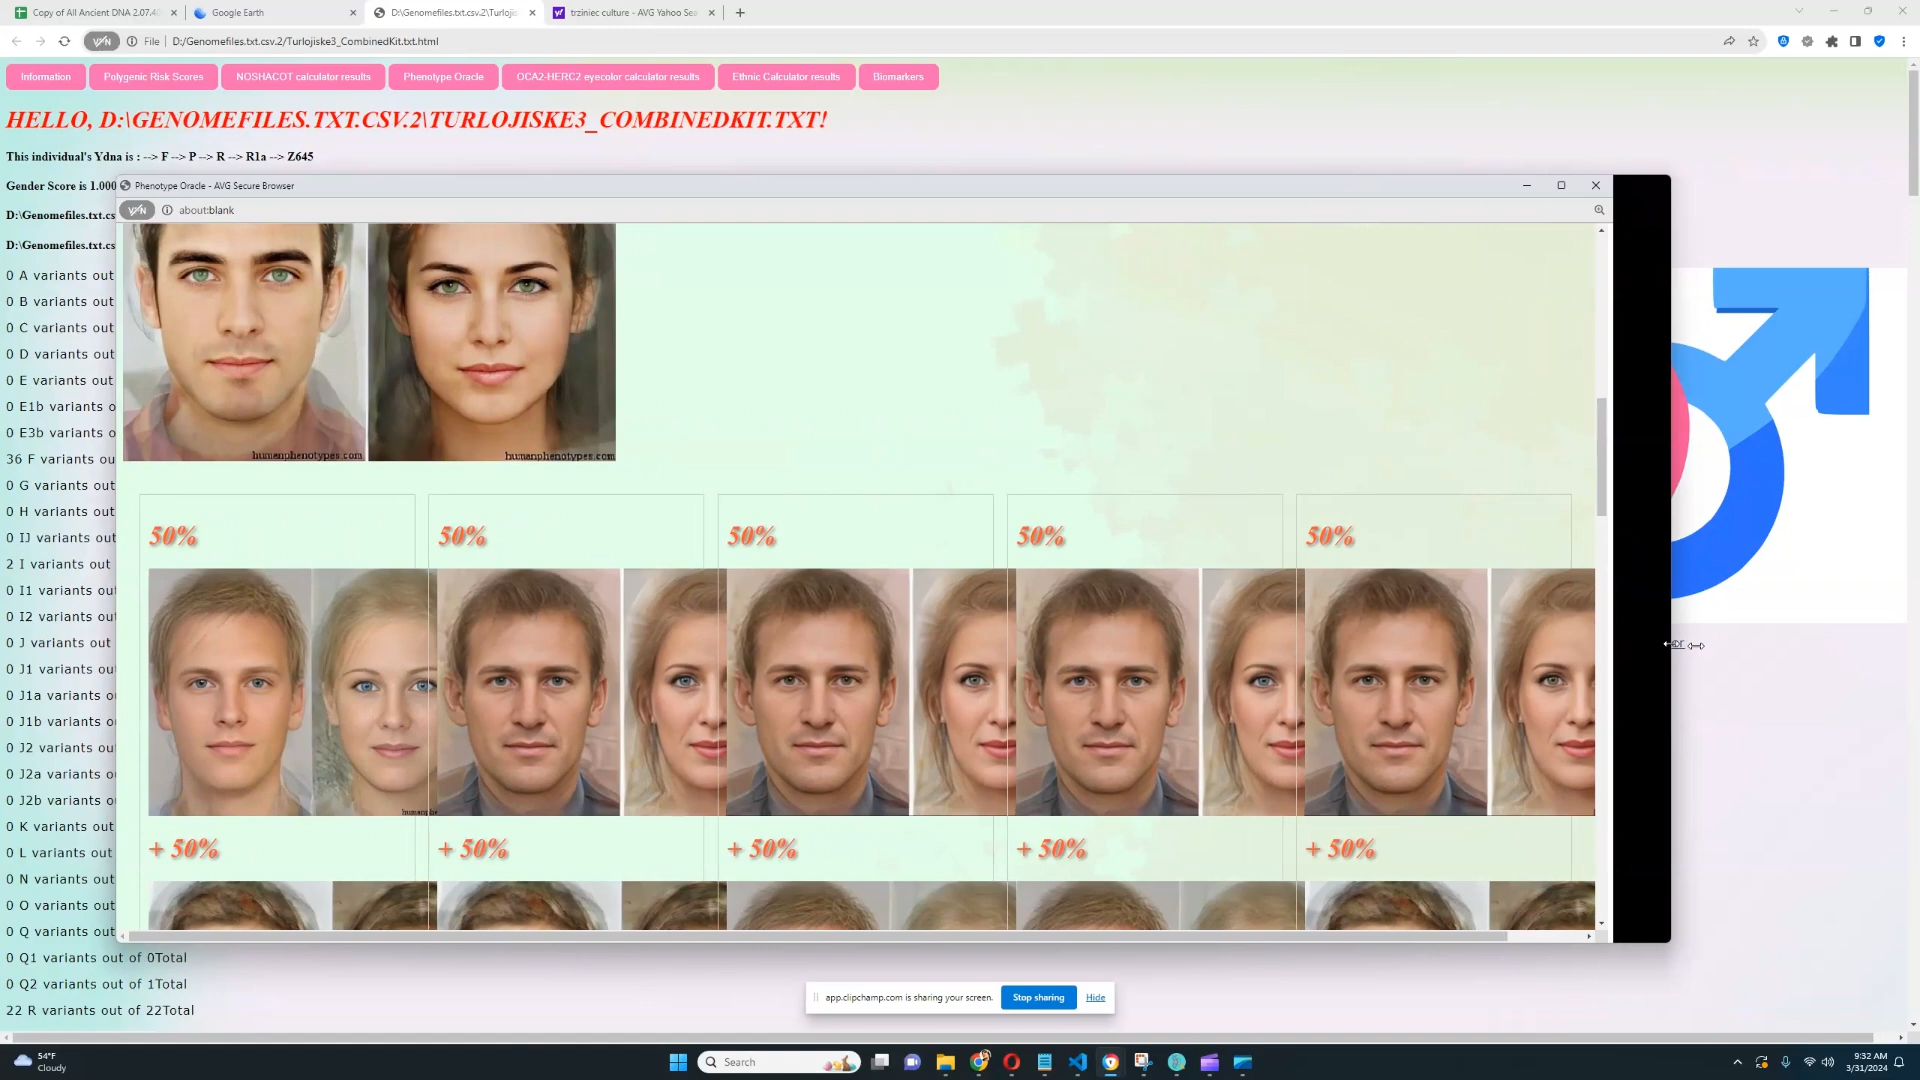 Copy of All Ancient DNA 2.07.48
Google Earth
D:\Genomefiles.txt.csv.2\Turlojis
trziniec culture - AVG Yahoo Sea
VPN
File
D:/Genomefiles.txt.csv.2/Turlojiske3_CombinedKit.txt.html
Information
Polygenic Risk Scores
NOSHACOT calculator results
Phenotype Oracle
OCA2-HERC2 eyecolor calculator results
Ethnic Calculator results
Biomarkers
HELLO, D:\GENOMEFILES.TXT.CSV.2\TURLOJISKE3_COMBINEDKIT.TXT!
This individual's Ydna is : --> F --> P --> R --> R1a --> Z645
Gender Score is 1.000
Phenotype Oracle - AVG Secure Browser
VPN
about:blank
D:\Genomefiles.txt.cs
D:\Genomefiles.txt.cs
0 A variants out
0 B variants out
0 C variants out
0 D variants out
0 E variants out
0 E1b variants o
0 E3b variants o
36 F variants ou
0 G variants out
0 H variants out
0 IJ variants out
2 I variants out
0 I1 variants out
0 I2 variants out
0 J variants out
0 J1 variants out
0 J1a variants ou
0 J1b variants ou
0 J2 variants out
0 J2a variants ou
0 J2b variants ou
0 K variants out
0 L variants out
0 N variants out
0 O variants out
0 Q variants out
0 Q1 variants out of 0Total
0 Q2 variants out of 1Total
22 R variants out of 22Total
humanphenotypes.com
humanphenotypes.com
50%
50%
50%
50%
50%
humanphe
+ 50%
+ 50%
+ 50%
+ 50%
+ 50%
app.clipchamp.com is sharing your screen.
Stop sharing
Hide
54°F
Cloudy
Search
9:32 AM
3/31/2024